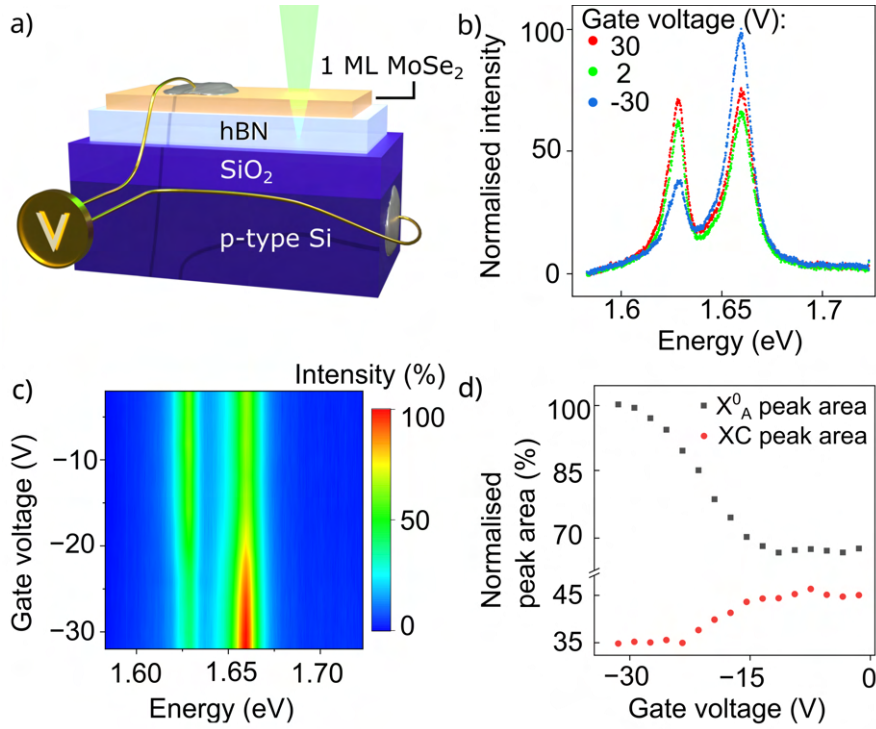 a)
1 ML MoSe₂
hBN
SiO₂
p-type Si
V
b)
Gate voltage (V):
30
2
-30
100
50
0
Normalised intensity
1.6
1.65
1.7
Energy (eV)
c)
Intensity (%)
100
50
0
−10
−20
−30
Gate voltage (V)
1.60
1.65
1.70
Energy (eV)
d)
X⁰_A peak area
XC peak area
100
85
70
45
35
Normalised
peak area (%)
−30
−15
0
Gate voltage (V)